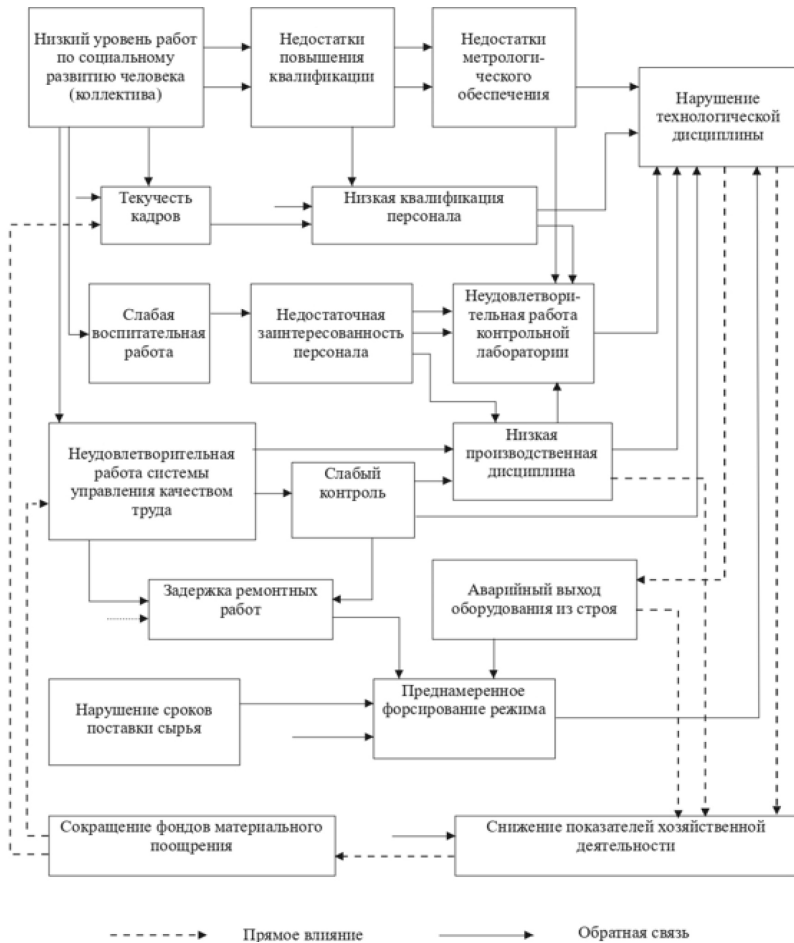 Низкий уровень работ
по социальному
развитию человека
(коллектива)
Недостатки
повышения
квалификации
Недостатки
метрологи-
ческого
обеспечения
Нарушение
технологической
дисциплины
Текучесть
кадров
Низкая квалификация
персонала
Слабая
воспитательная
работа
Недостаточная
заинтересованность
персонала
Неудовлетвори-
тельная работа
контрольной
лаборатории
Неудовлетворительная
работа системы
управления качеством
труда
Слабый
контроль
Низкая
производственная
дисциплина
Задержка ремонтных
работ
Аварийный выход
оборудования из строя
Нарушение сроков
поставки сырья
Преднамеренное
форсирование режима
Сокращение фондов материального
поощрения
Снижение показателей хозяйственной
деятельности
Прямое влияние
Обратная связь